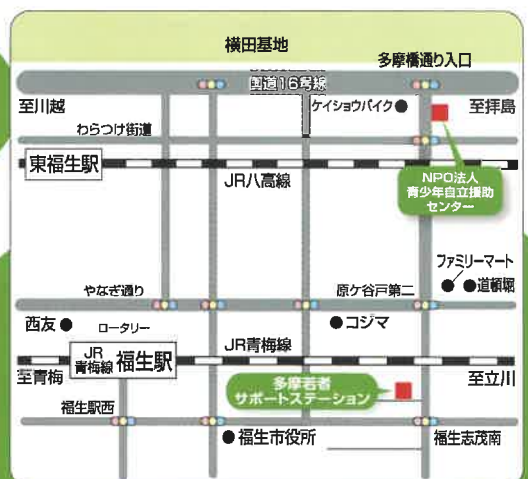 横田基地
多摩橋通り入口
国道16号線
至川越
ケイショウバイク
至拝島
わらつけ街道
東福生駅
JR八高線
NPO法人
青少年自立援助
センター
ファミリーマート
道頓堀
やなぎ通り
原ケ谷戸第二
西友
ロータリー
コジマ
JR
青梅線
福生駅
JR青梅線
至青梅
至立川
多摩若者
サポートステーション
福生駅西
福生市役所
福生志茂南